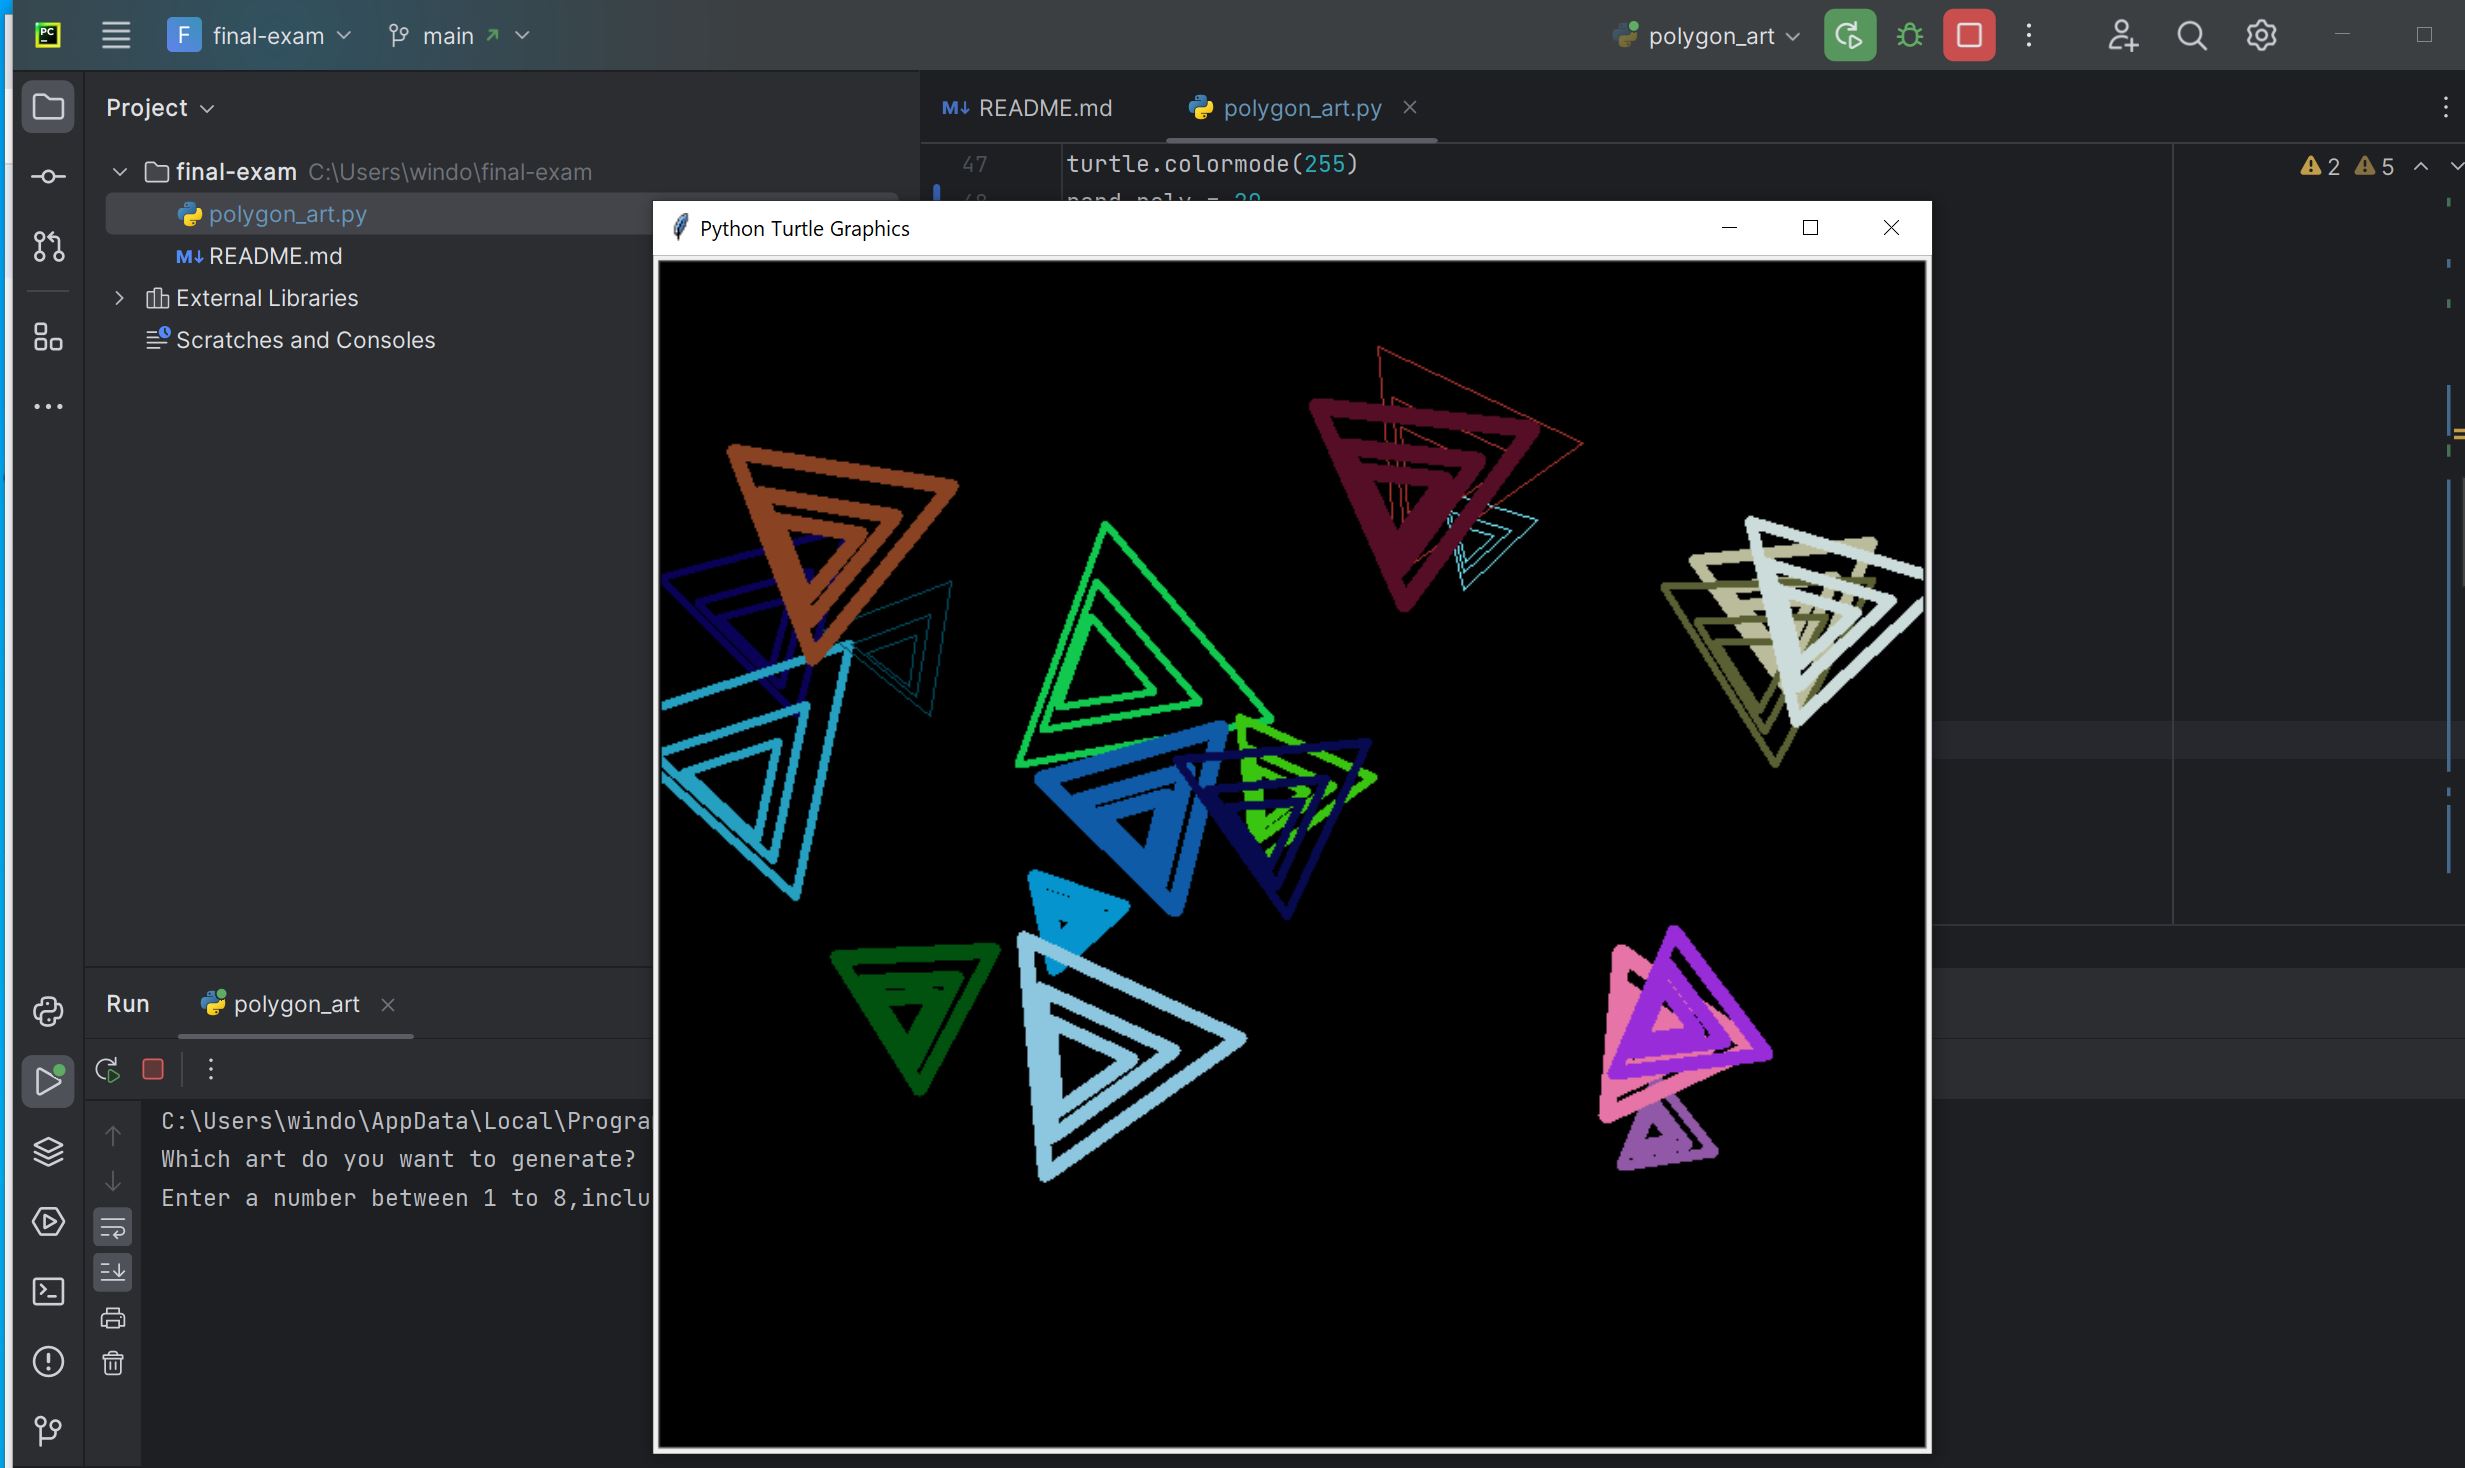 PC
F final-exam main polygon_art
Project
README.md polygon_art.py
final-exam C:\Users\windo\final-exam
polygon_art.py
README.md
External Libraries
Scratches and Consoles
47 turtle.colormode(255)
2 5
Python Turtle Graphics
Run polygon_art
C:\Users\windo\AppData\Local\Progra
Which art do you want to generate?
Enter a number between 1 to 8,inclu